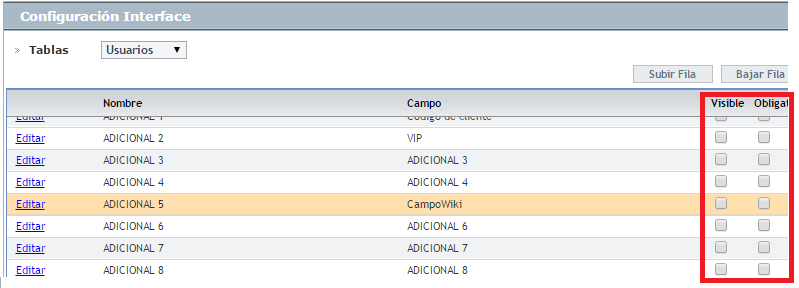 Configuración Interface
» Tablas Usuarios
Subir Fila Bajar Fila
Nombre Campo Visible Obligat
Editar ADICIONAL 1 Código de cliente
Editar ADICIONAL 2 VIP
Editar ADICIONAL 3 ADICIONAL 3
Editar ADICIONAL 4 ADICIONAL 4
Editar ADICIONAL 5 CampoWiki
Editar ADICIONAL 6 ADICIONAL 6
Editar ADICIONAL 7 ADICIONAL 7
Editar ADICIONAL 8 ADICIONAL 8